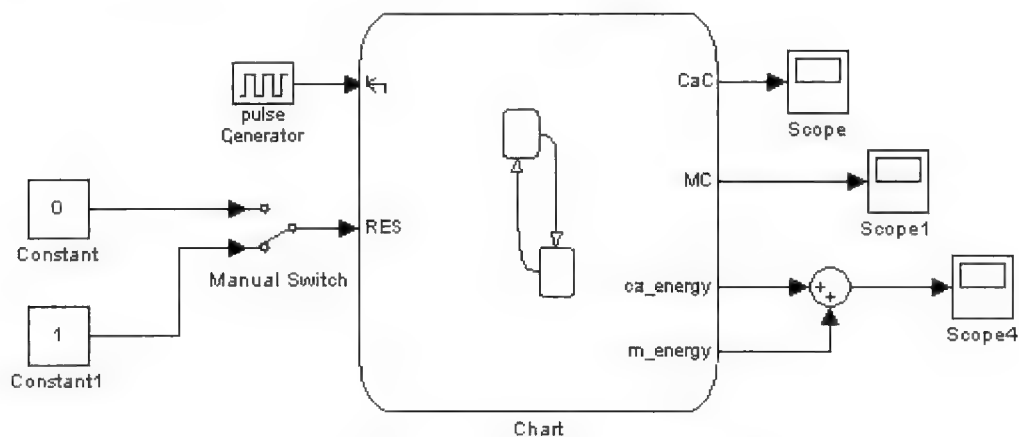 CaC
pulse
Generator
Scope
0
MC
Constant
RES
Scope1
Manual Switch
1
ca_energy
Constant1
m_energy
+
+
Scope4
Chart